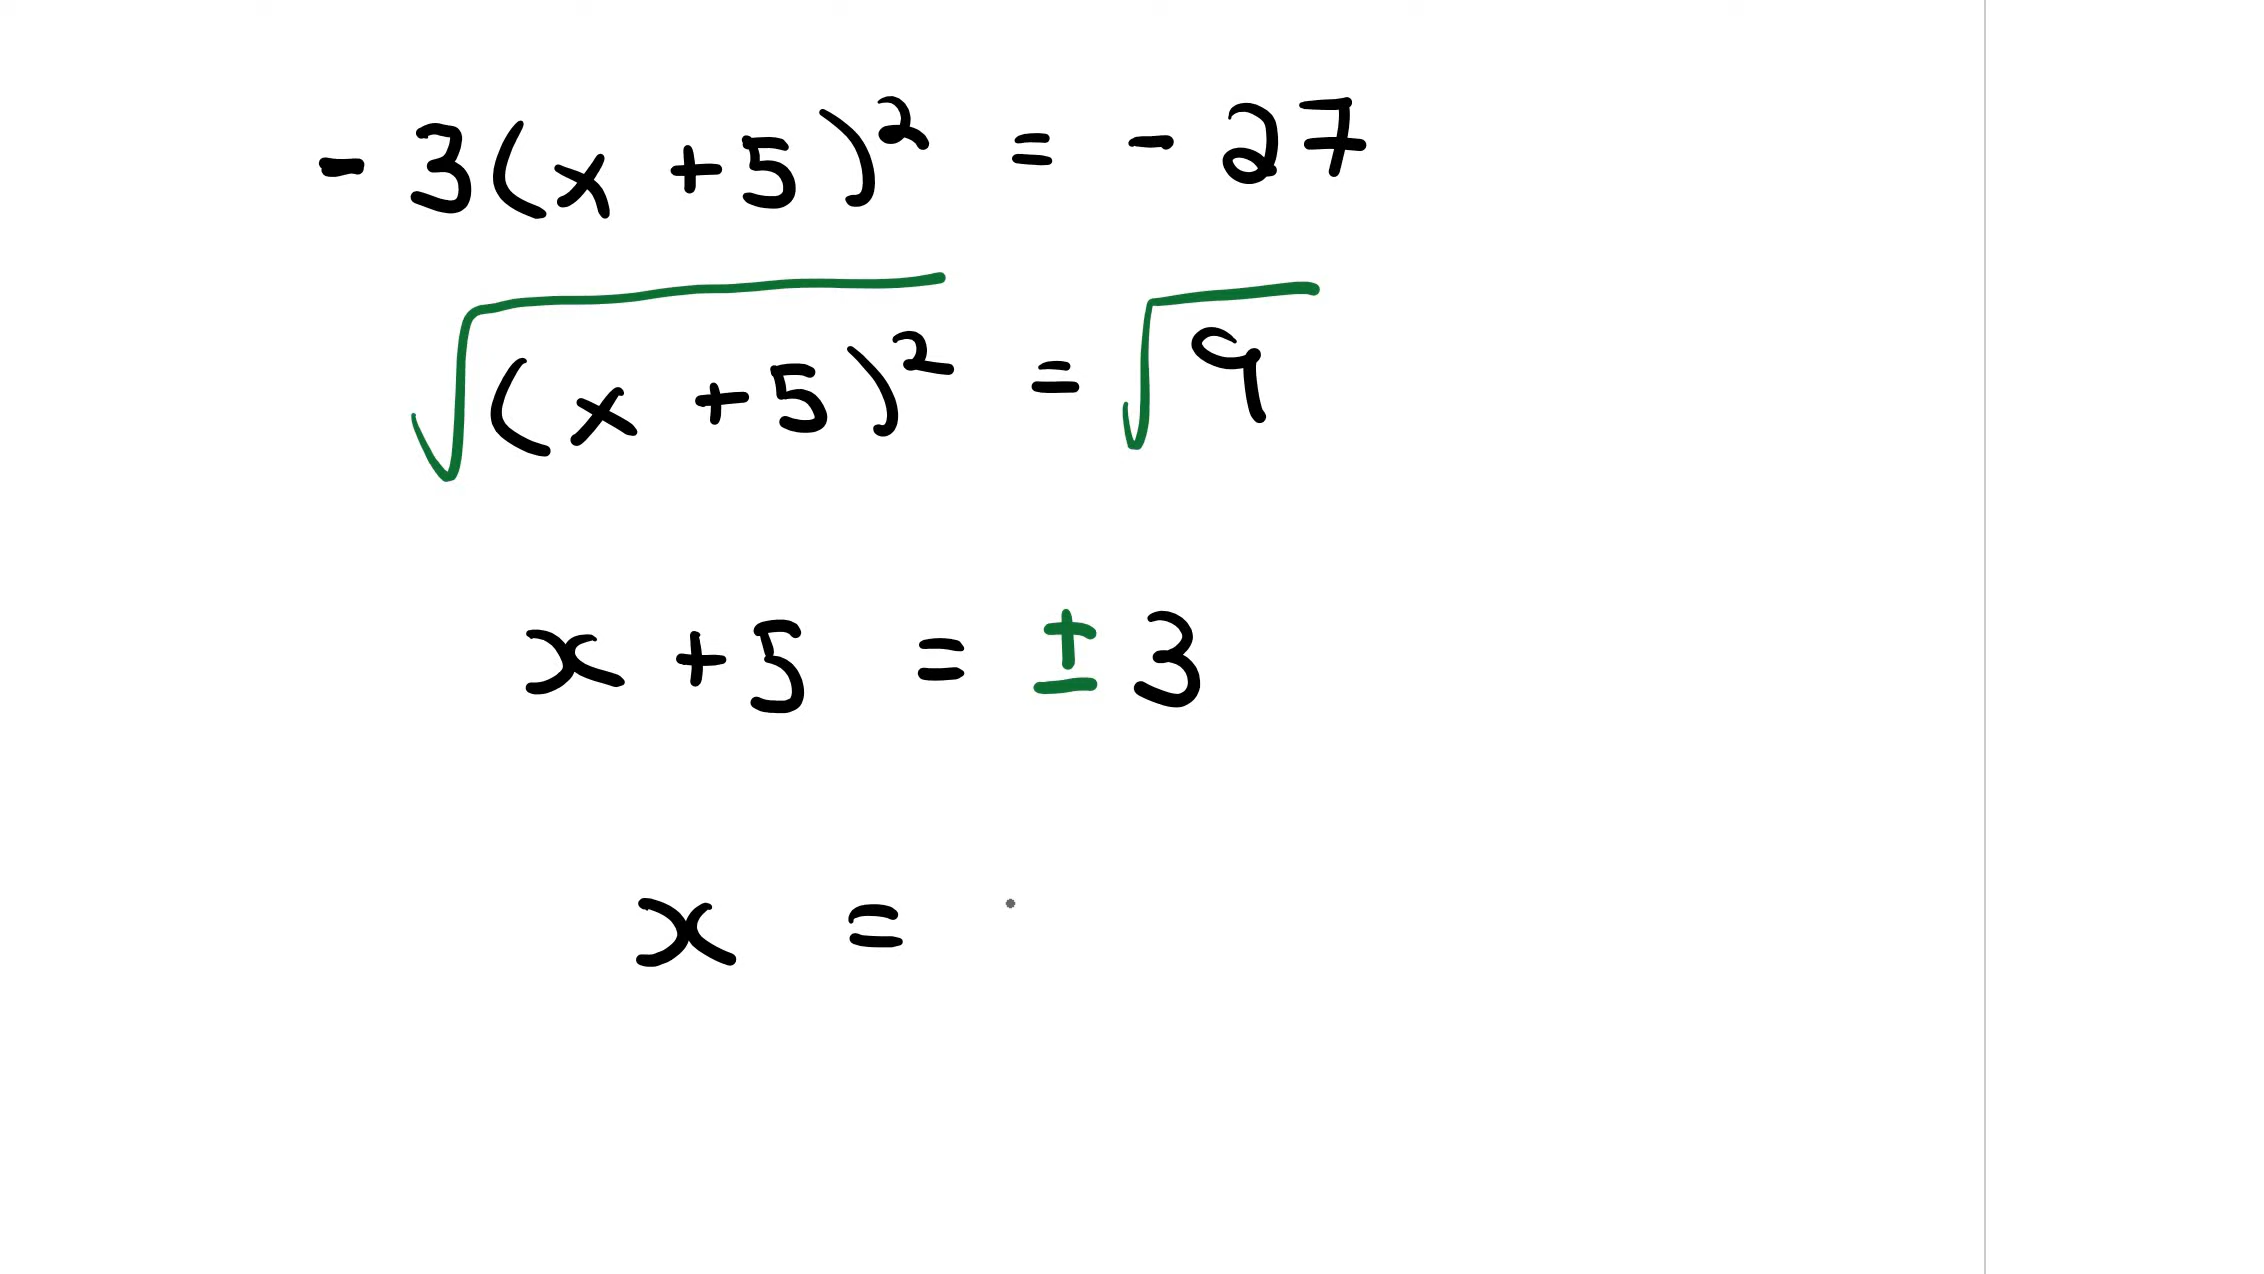 -3(x+5)² = -27
√(x+5)² = √9
x+5 = ±3
x =